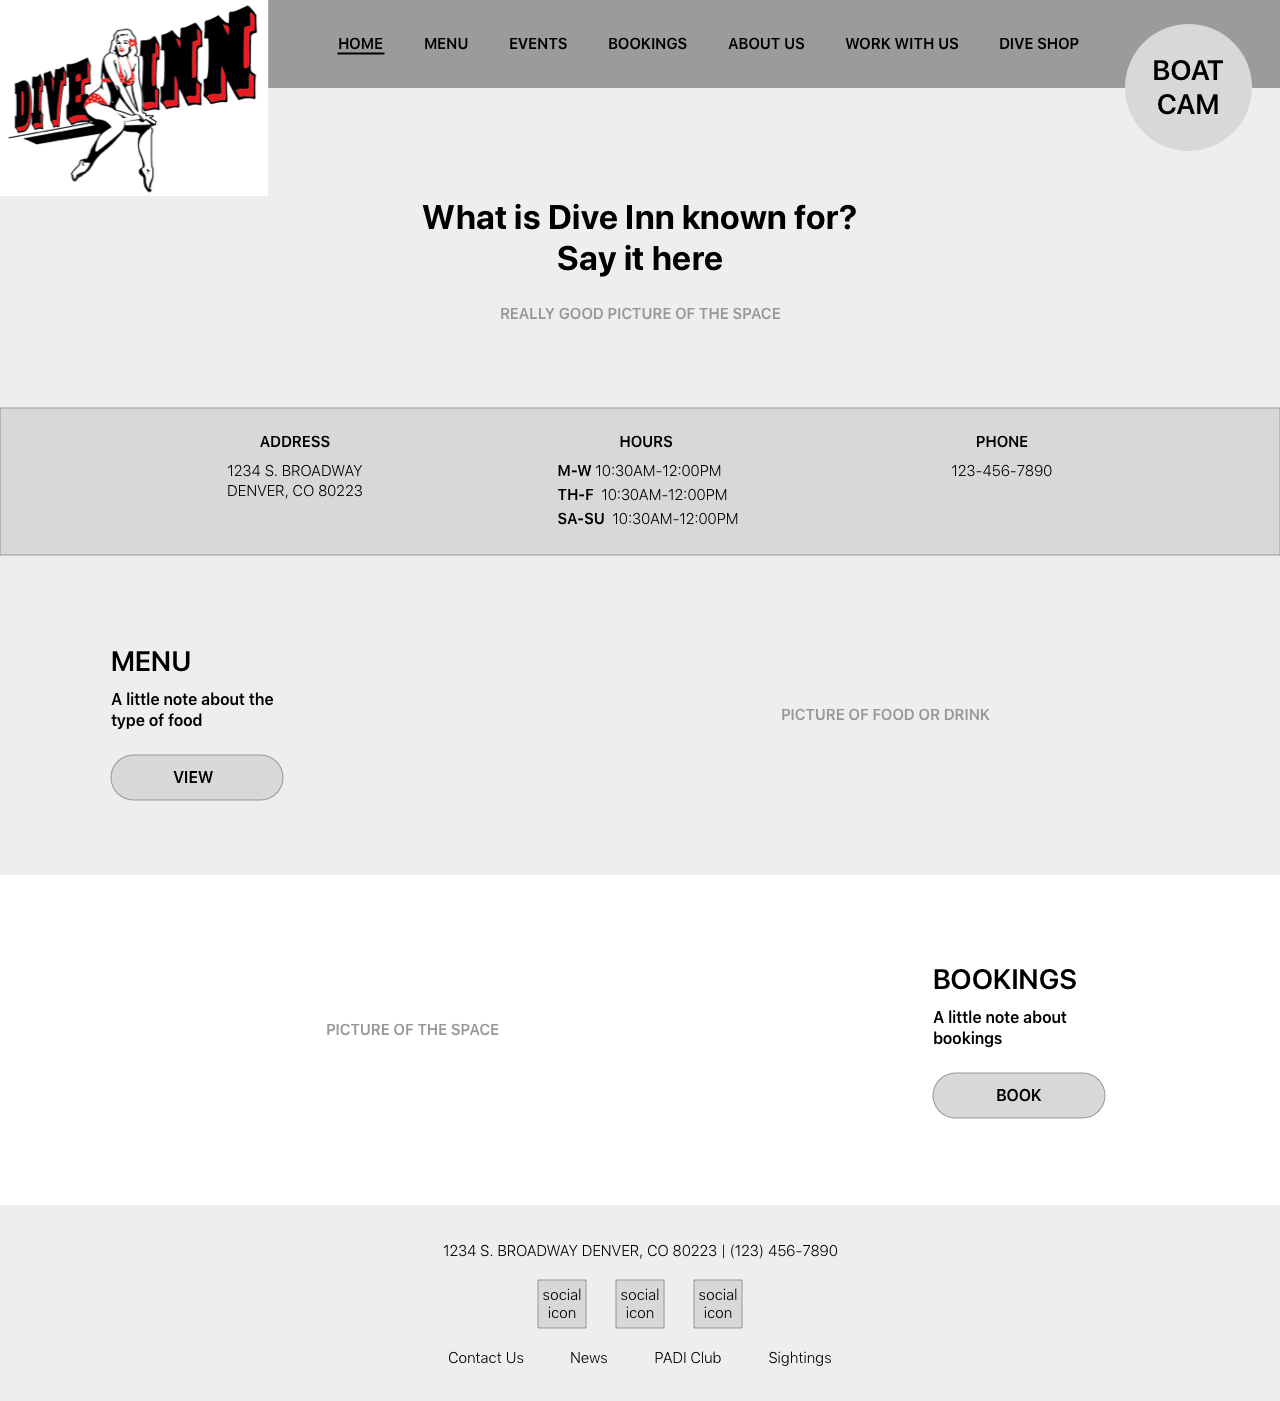 DIVE INN
HOME MENU EVENTS BOOKINGS ABOUT US WORK WITH US DIVE SHOP
BOAT
CAM
What is Dive Inn known for?
Say it here
REALLY GOOD PICTURE OF THE SPACE
ADDRESS
1234 S. BROADWAY
DENVER, CO 80223
HOURS
M-W 10:30AM-12:00PM
TH-F 10:30AM-12:00PM
SA-SU 10:30AM-12:00PM
PHONE
123-456-7890
MENU
A little note about the
type of food
VIEW
PICTURE OF FOOD OR DRINK
PICTURE OF THE SPACE
BOOKINGS
A little note about
bookings
BOOK
1234 S. BROADWAY DENVER, CO 80223 | (123) 456-7890
social
icon
social
icon
social
icon
Contact Us News PADI Club Sightings